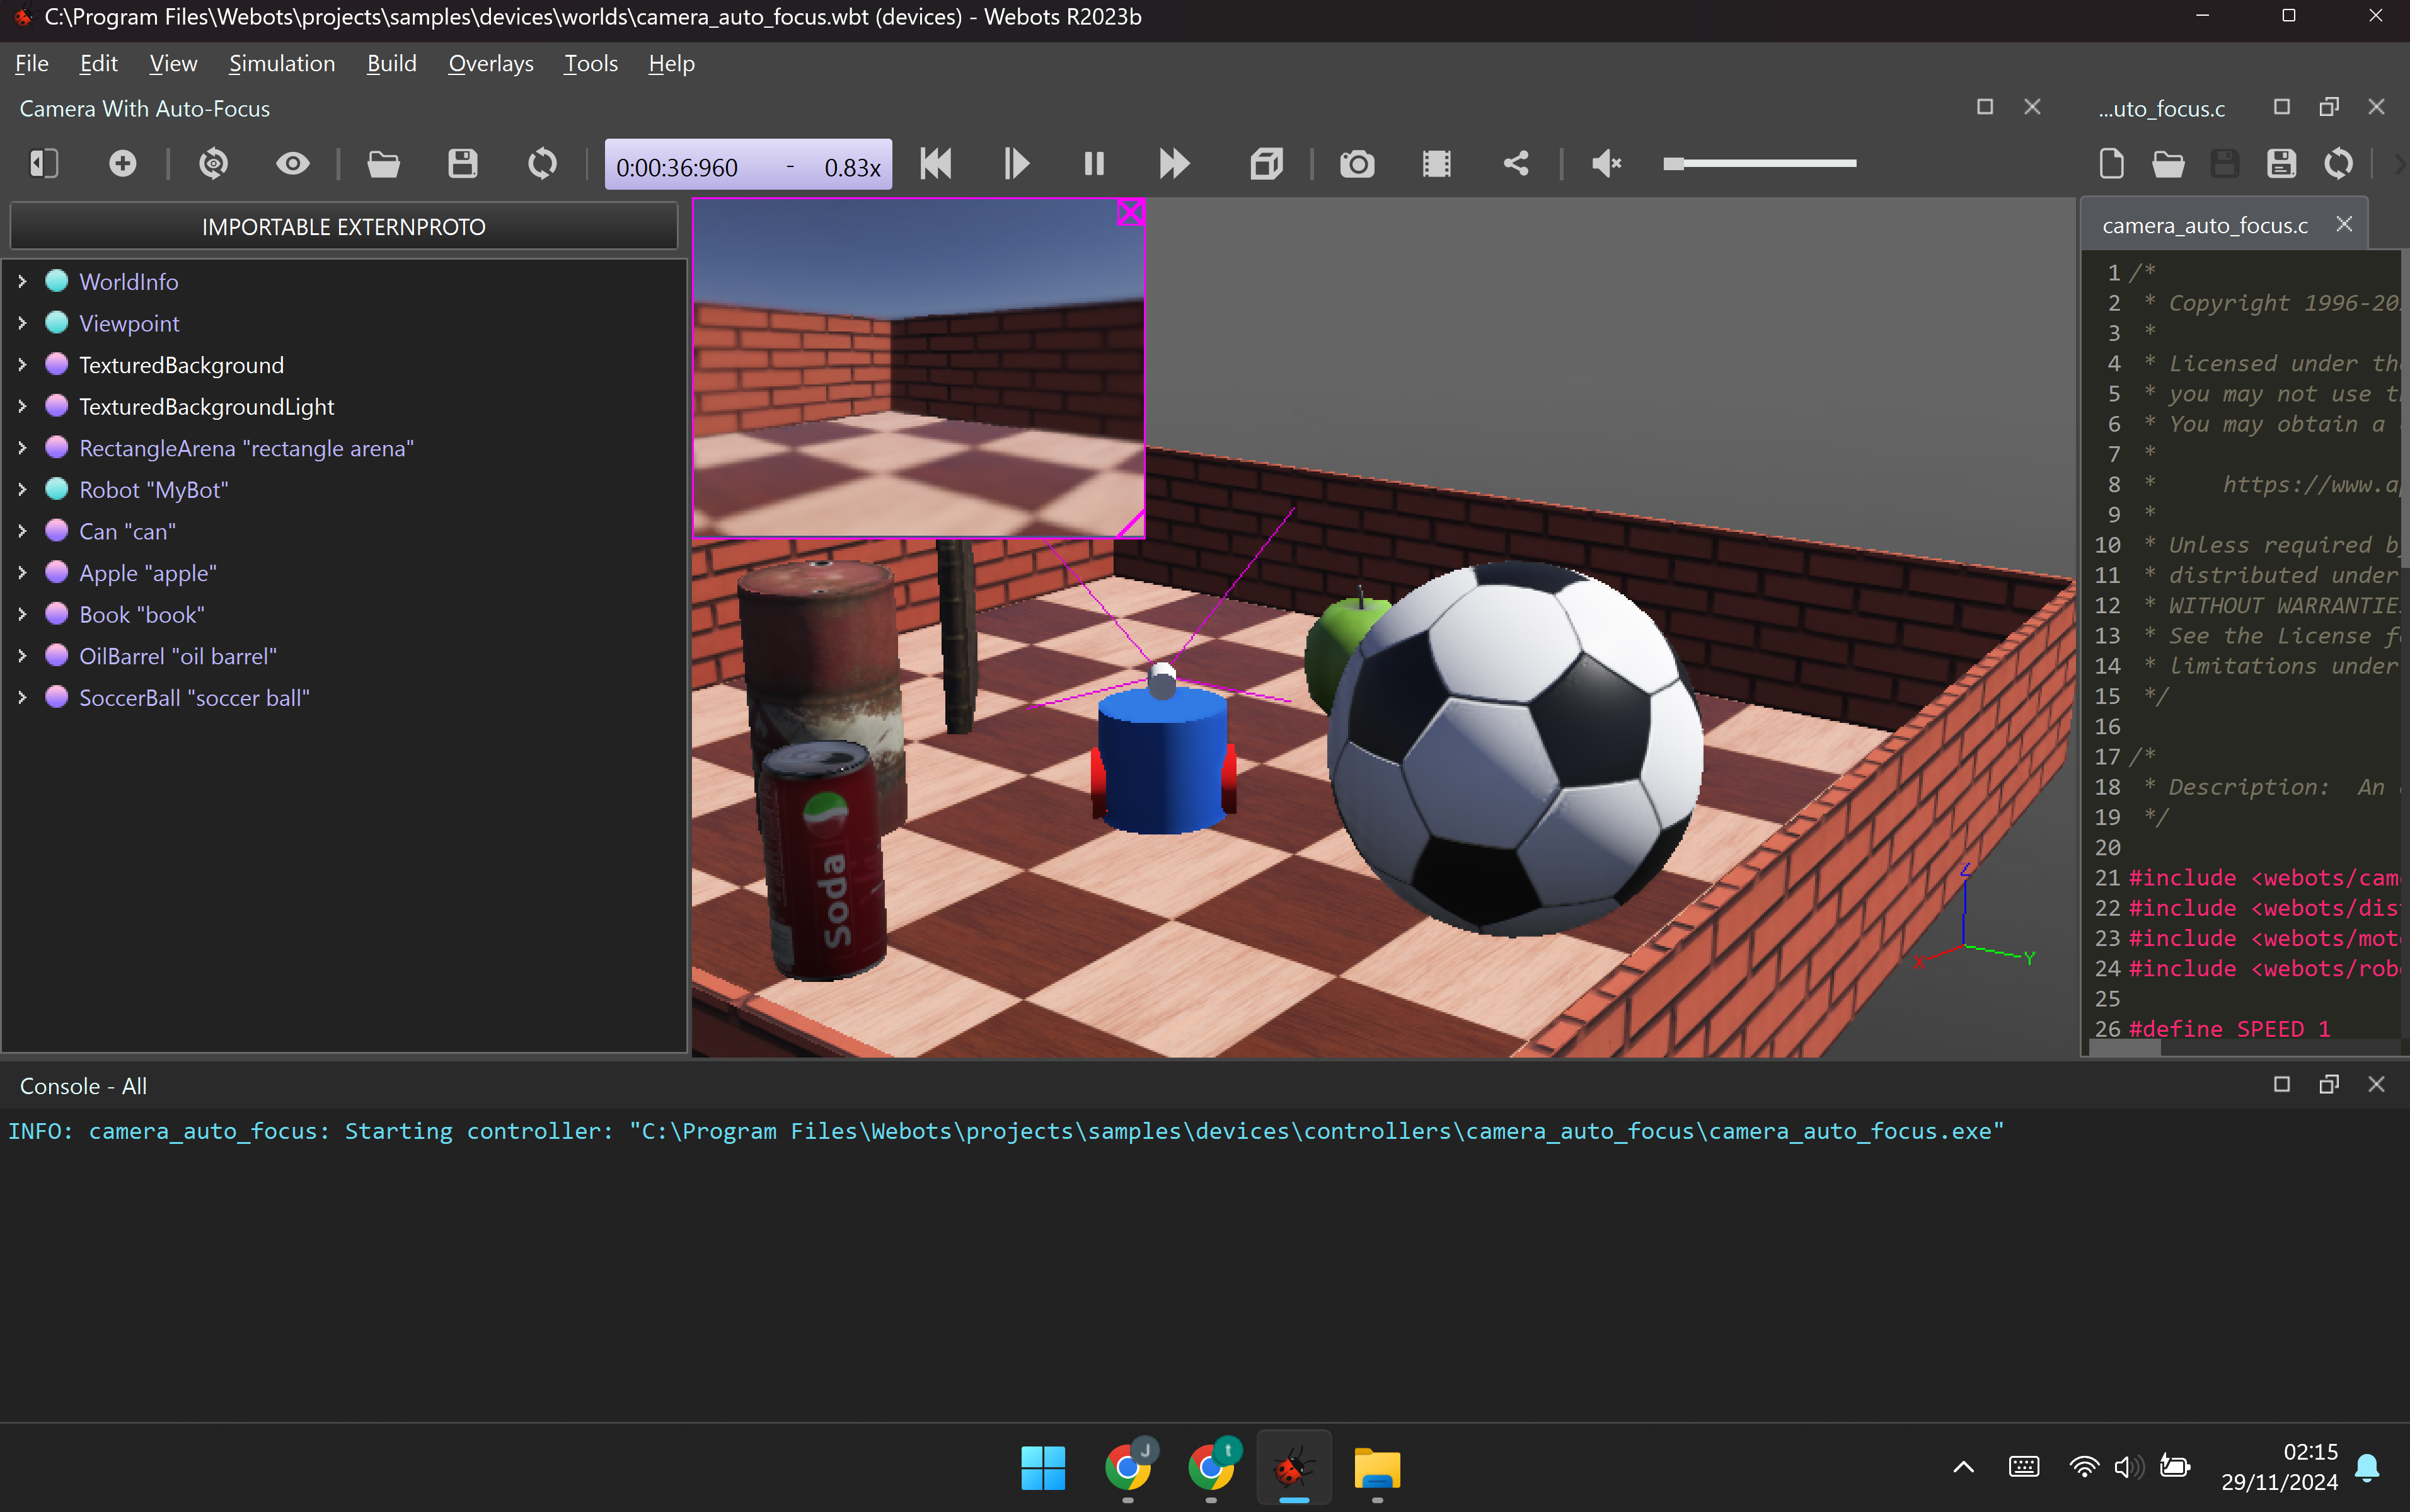 C:\Program Files\Webots\projects\samples\devices\worlds\camera_auto_focus.wbt (devices) - Webots R2023b
File Edit View Simulation Build Overlays Tools Help
Camera With Auto-Focus
...uto_focus.c
0:00:36:960 - 0.83x
IMPORTABLE EXTERNPROTO
WorldInfo
Viewpoint
TexturedBackground
TexturedBackgroundLight
RectangleArena "rectangle arena"
Robot "MyBot"
Can "can"
Apple "apple"
Book "book"
OilBarrel "oil barrel"
SoccerBall "soccer ball"
Soda
Z
X
Y
camera_auto_focus.c
1 /*
2 * Copyright 1996-20
3 *
4 * Licensed under the
5 * you may not use t
6 * You may obtain a
7 *
8 * https://www.a
9 *
10 * Unless required b
11 * distributed under
12 * WITHOUT WARRANTIE
13 * See the License f
14 * limitations under
15 */
16
17 /*
18 * Description: An
19 */
20
21 #include <webots/cam
22 #include <webots/dis
23 #include <webots/mot
24 #include <webots/rob
25
26 #define SPEED 1
Console - All
INFO: camera_auto_focus: Starting controller: "C:\Program Files\Webots\projects\samples\devices\controllers\camera_auto_focus\camera_auto_focus.exe"
J
t
02:15
29/11/2024